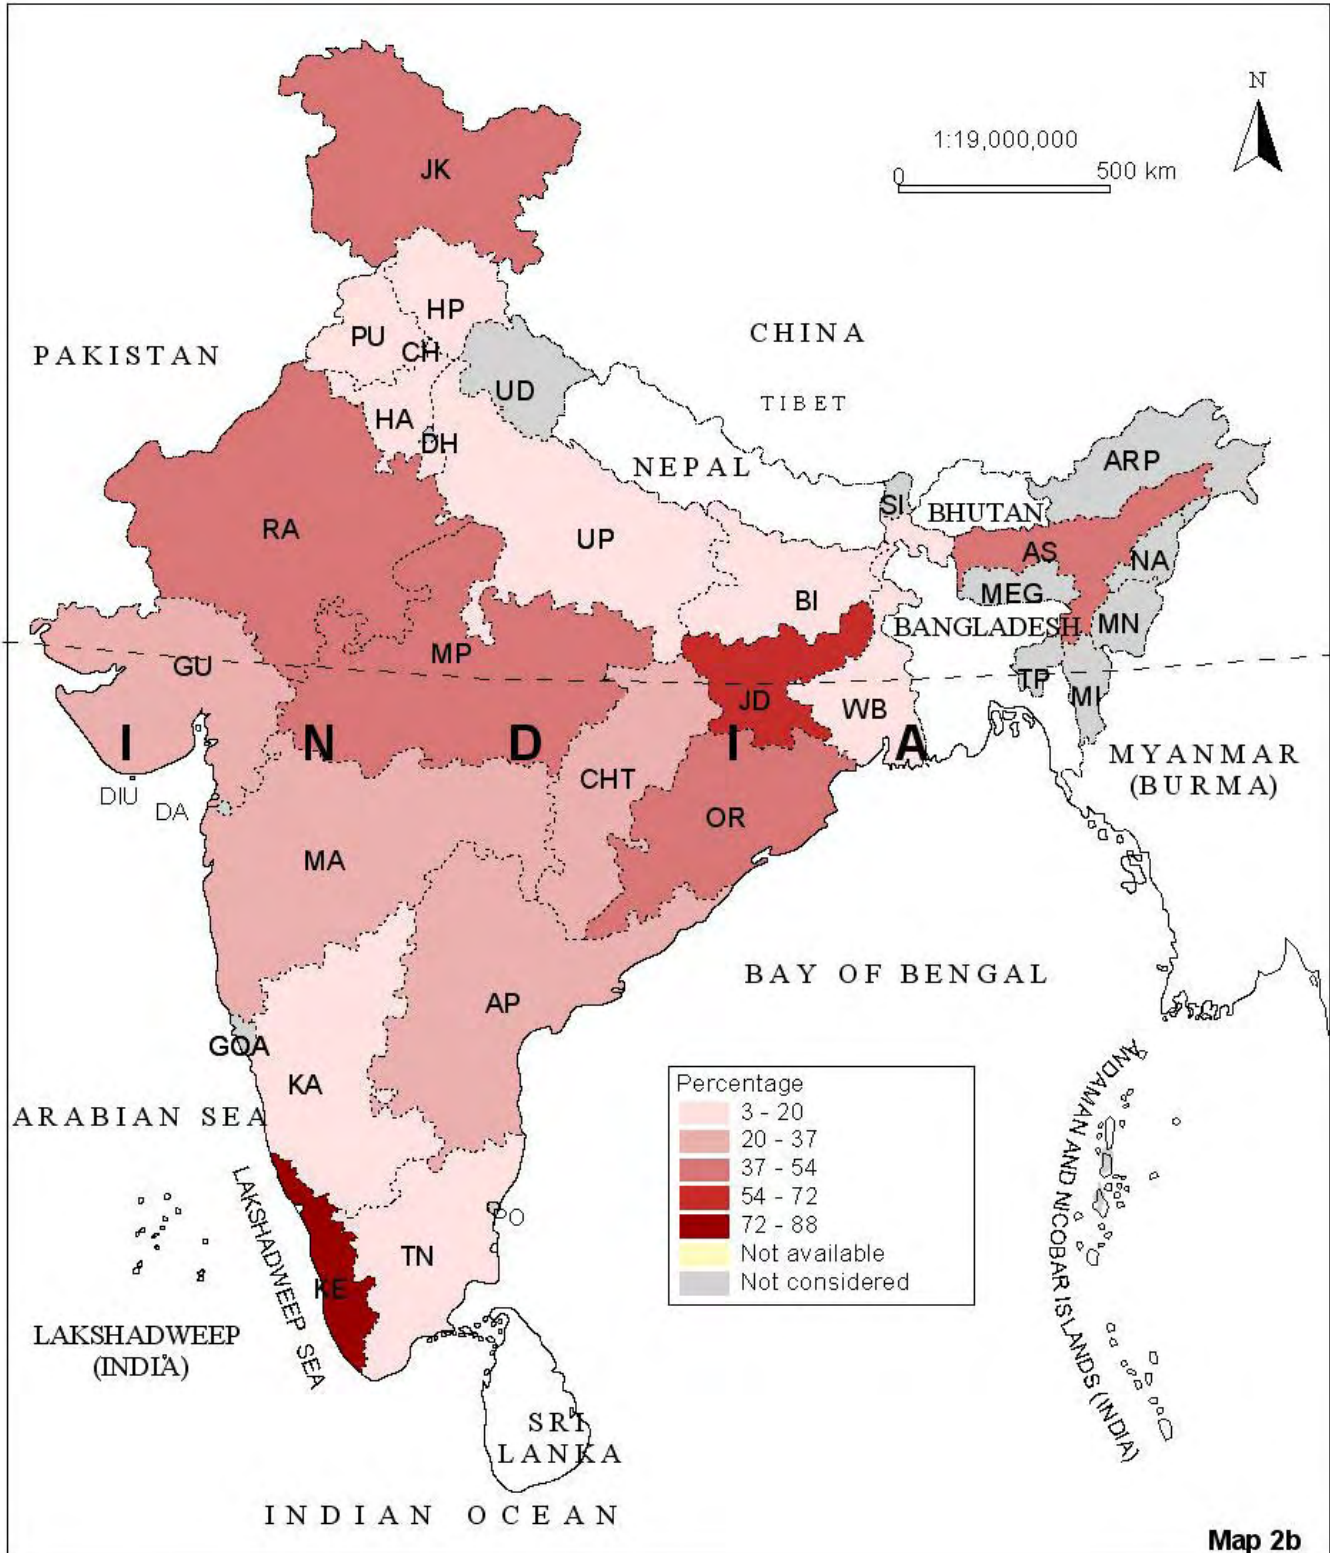 N
1:19,000,000
0 500 km
JK
HP
PU
CH
CHINA
PAKISTAN
UD
TIBET
HA
DH
NEPAL
ARP
SI
BHUTAN
RA
UP
AS
NA
MEG
BI
BANGLADESH
MN
MP
GU
TP
MI
JD
WB
I N D I A
MYANMAR
(BURMA)
CHT
DIU
DA
OR
MA
BAY OF BENGAL
AP
GOA
KA
ANDAMAN AND NICOBAR ISLANDS (INDIA)
Percentage
3 - 20
20 - 37
37 - 54
54 - 72
72 - 88
Not available
Not considered
ARABIAN SEA
LAKSHADWEEP SEA
PO
TN
KE
LAKSHADWEEP
(INDIA)
SRI
LANKA
INDIAN OCEAN
Map 2b